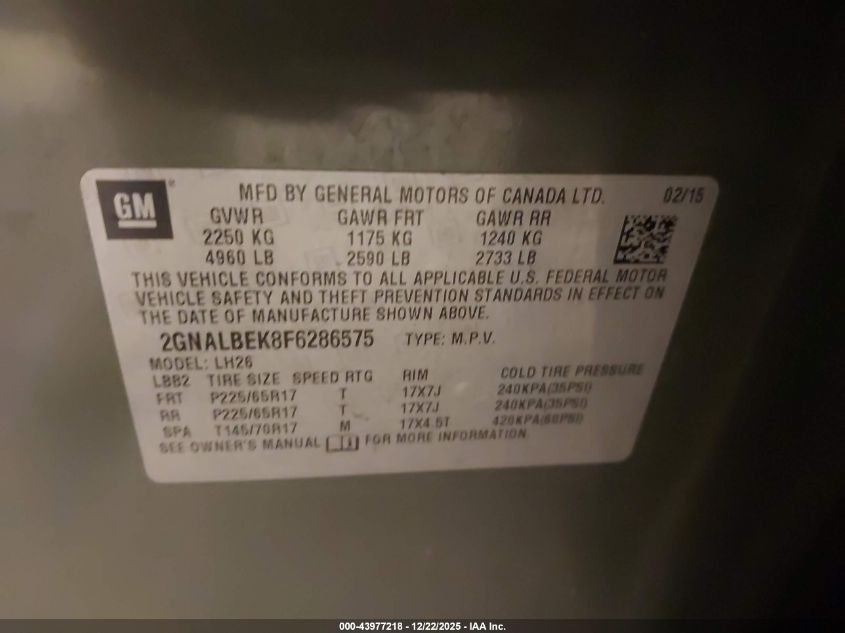 GM
MFD BY GENERAL MOTORS OF CANADA LTD. 02/15
GVWR GAWR FRT GAWR RR
2250 KG 1175 KG 1240 KG
4960 LB 2590 LB 2733 LB
THIS VEHICLE CONFORMS TO ALL APPLICABLE U.S. FEDERAL MOTOR
VEHICLE SAFETY AND THEFT PREVENTION STANDARDS IN EFFECT ON
THE DATE OF MANUFACTURE SHOWN ABOVE.
2GNALBEK8F6286575 TYPE: M.P.V.
MODEL: LH26
L882 TIRE SIZE SPEED RTG RIM COLD TIRE PRESSURE
FRT P225/65R17 T 17X7J 240KPA(35PSI)
RR P225/65R17 T 17X7J 240KPA(35PSI)
SPA T145/70R17 M 17X4.5T 420KPA(60PSI)
SEE OWNER'S MANUAL FOR MORE INFORMATION.
000-43977218 - 12/22/2025 - IAA Inc.